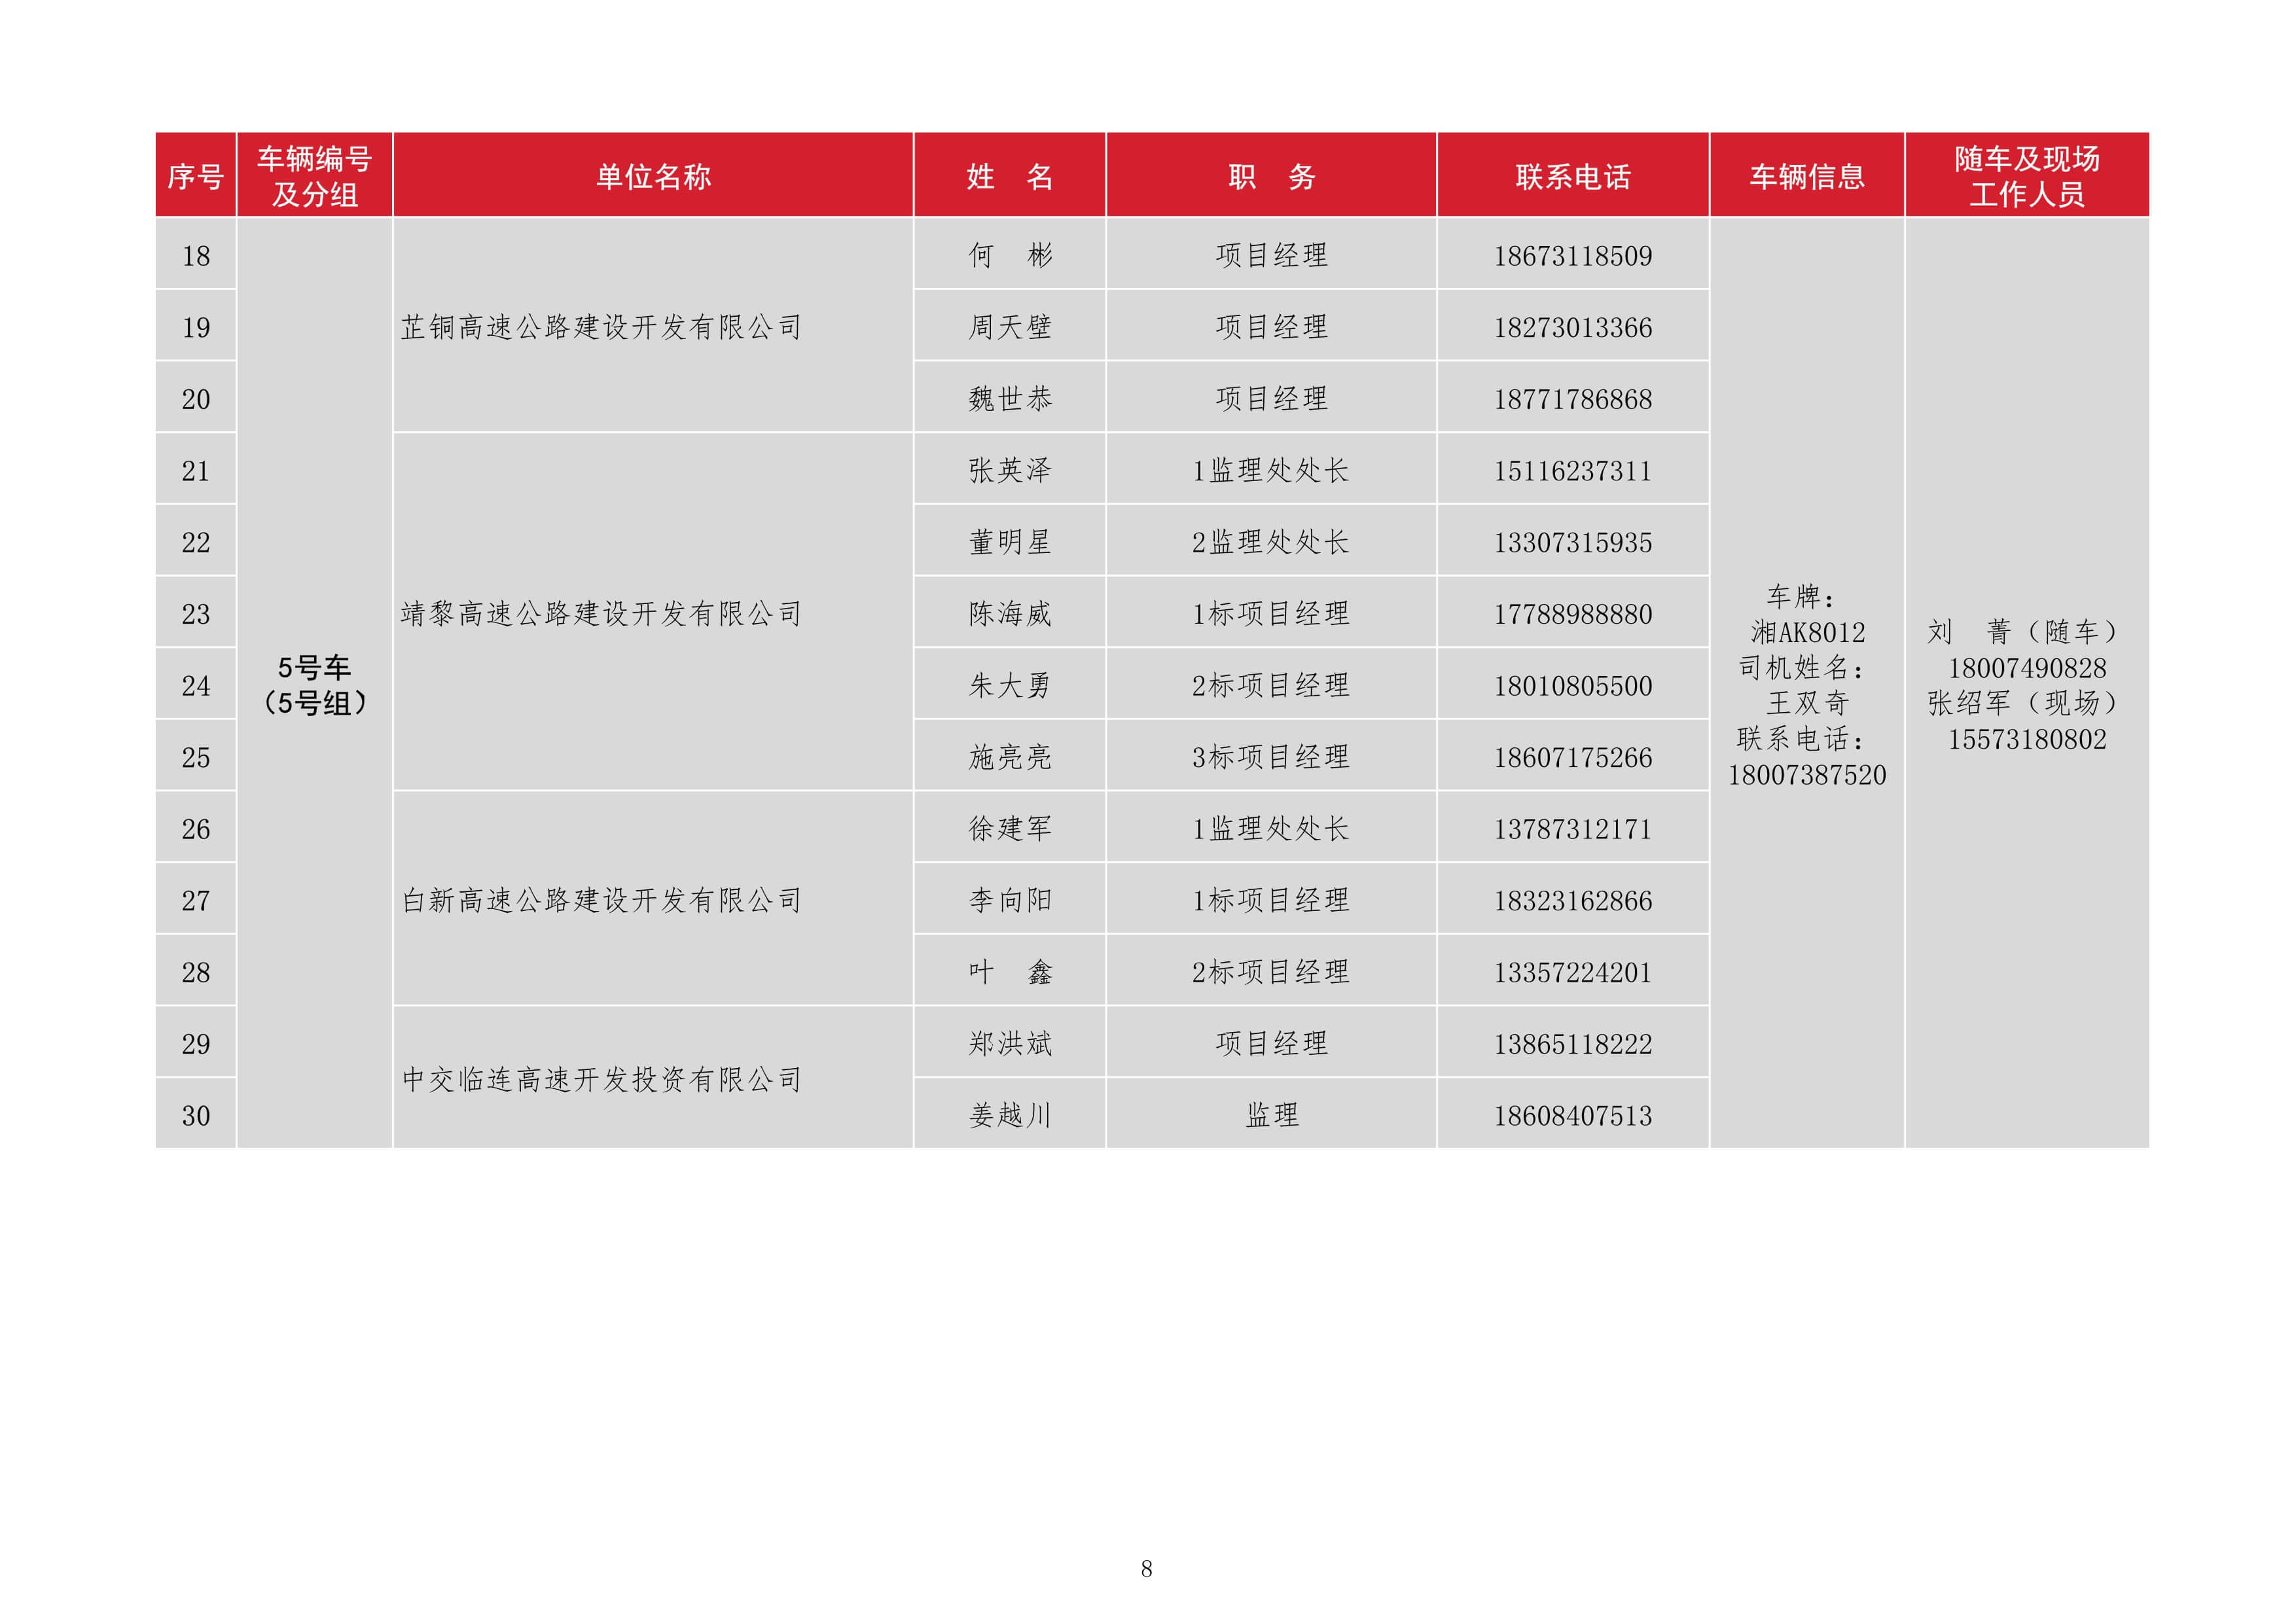 序号 车辆编号及分组 单位名称 姓 名 职 务 联系电话 车辆信息 随车及现场工作人员
18 何 彬 项目经理 18673118509
19 芷铜高速公路建设开发有限公司 周天壁 项目经理 18273013366
20 魏世恭 项目经理 18771786868
21 张英泽 1监理处处长 15116237311
22 董明星 2监理处处长 13307315935
23 靖黎高速公路建设开发有限公司 陈海威 1标项目经理 17788988880
24 朱大勇 2标项目经理 18010805500
25 施亮亮 3标项目经理 18607175266
26 徐建军 1监理处处长 13787312171
27 白新高速公路建设开发有限公司 李向阳 1标项目经理 18323162866
28 叶 鑫 2标项目经理 13357224201
29 郑洪斌 项目经理 13865118222
中交临连高速开发投资有限公司
30 姜越川 监理 18608407513
5号车
（5号组）
车牌：
湘AK8012
司机姓名：
王双奇
联系电话：
18007387520
刘 菁（随车）
18007490828
张绍军（现场）
15573180802
8